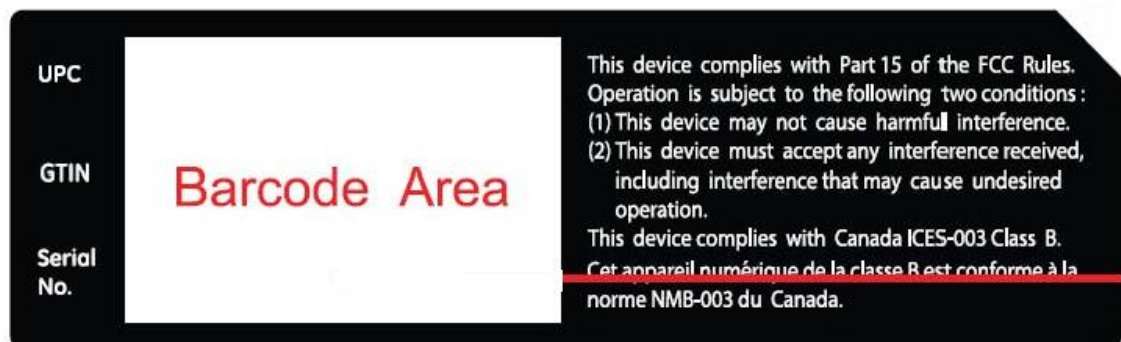 UPC
GTIN
Serial
No.
Barcode Area
This device complies with Part 15 of the FCC Rules.
Operation is subject to the following two conditions :
(1) This device may not cause harmful interference.
(2) This device must accept any interference received,
including interference that may cause undesired
operation.
This device complies with Canada ICES-003 Class B.
Cet appareil numérique de la classe B est conforme à la
norme NMB-003 du Canada.